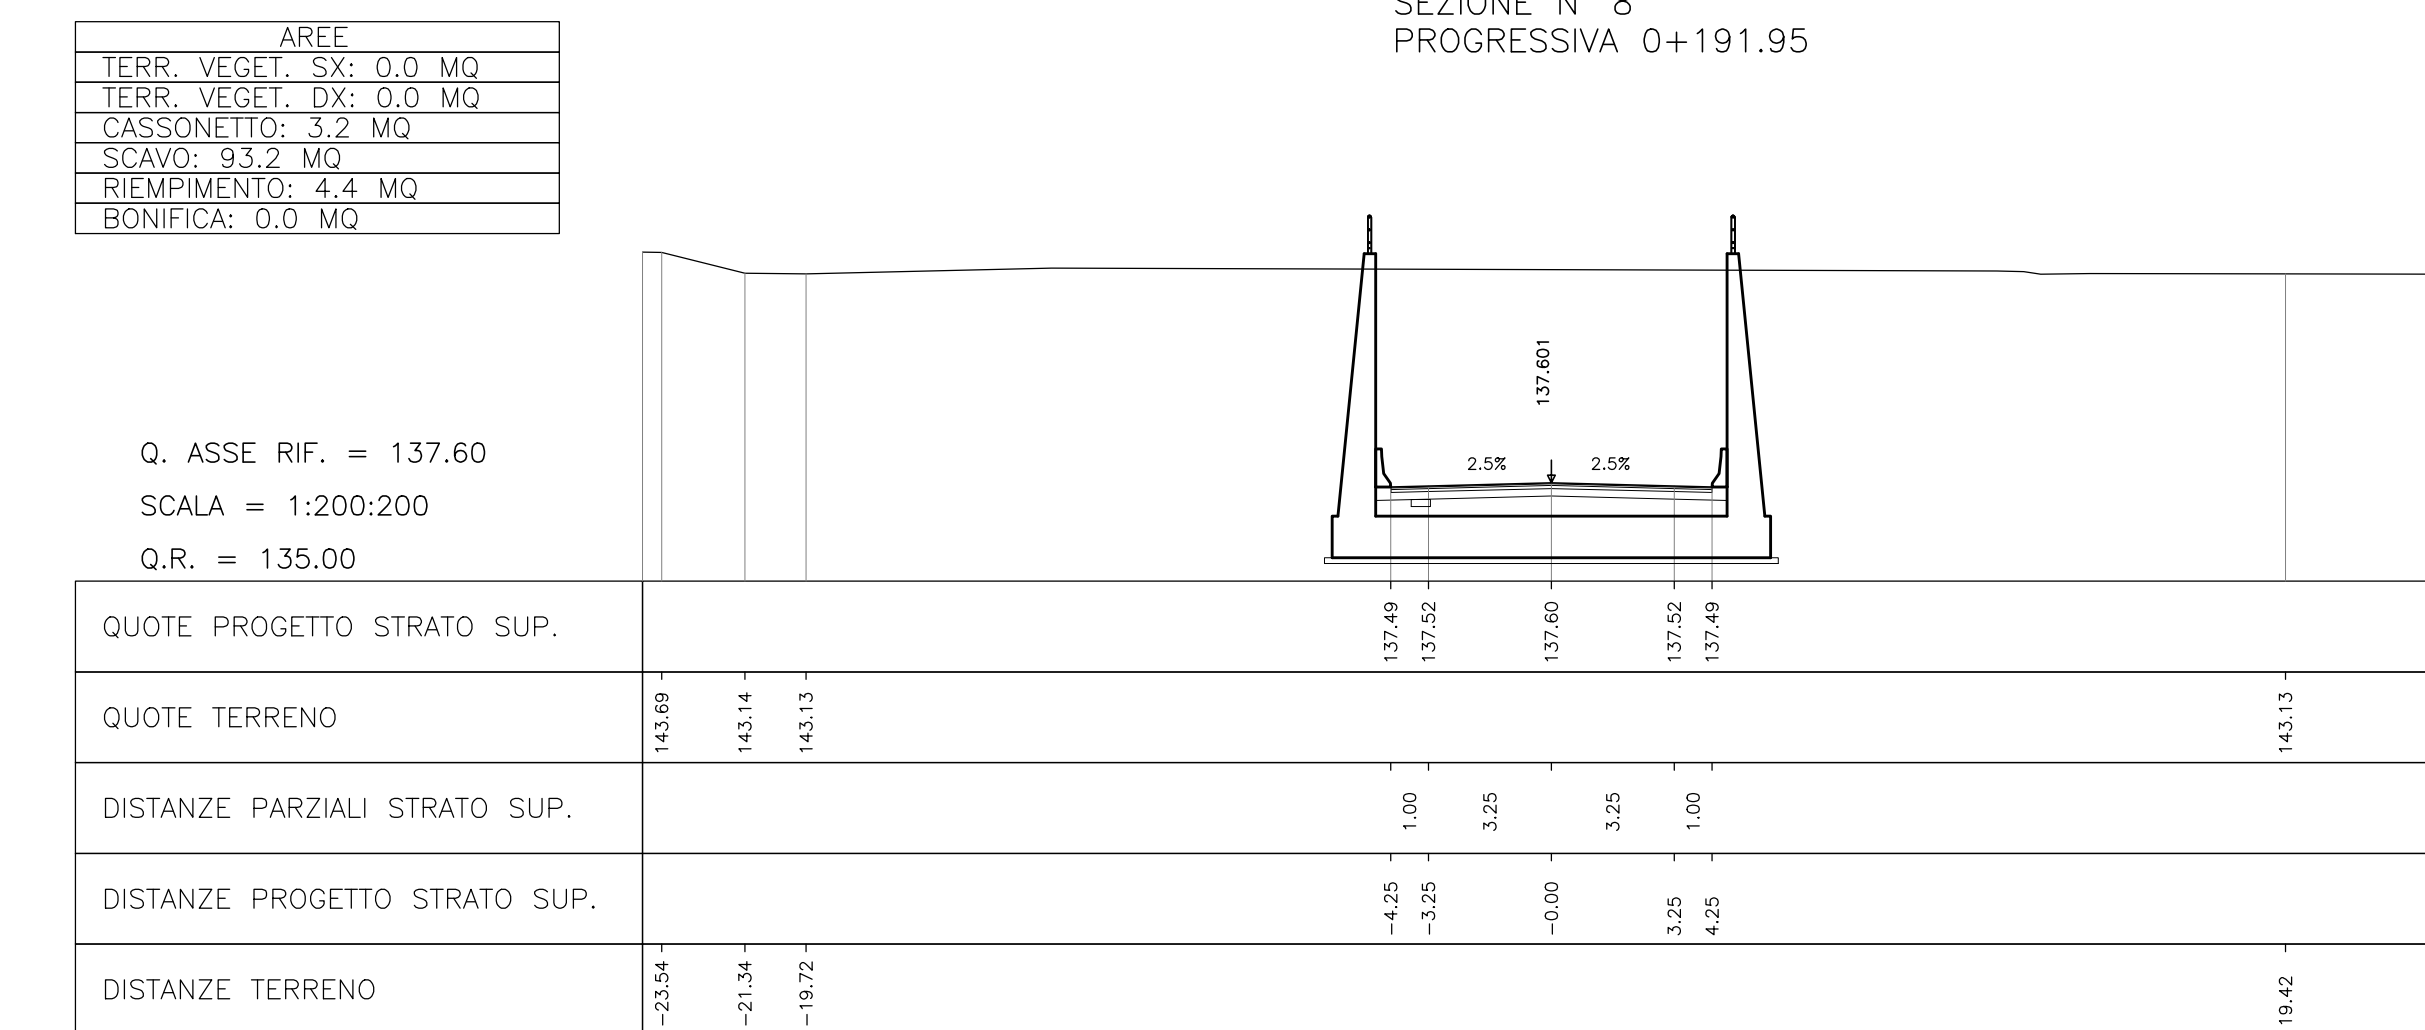 SEZIONE N 8
PROGRESSIVA 0+191.95
AREE
TERR. VEGET. SX: 0.0 MQ
TERR. VEGET. DX: 0.0 MQ
CASSONETTO: 3.2 MQ
SCAVO: 93.2 MQ
RIEMPIMENTO: 4.4 MQ
BONIFICA: 0.0 MQ
137.601
2.5% 2.5%
Q. ASSE RIF. = 137.60
SCALA = 1:200:200
Q.R. = 135.00
QUOTE PROGETTO STRATO SUP. 137.49 137.52 137.60 137.52 137.49
QUOTE TERRENO 143.69 143.14 143.13 143.13
DISTANZE PARZIALI STRATO SUP. 1.00 3.25 3.25 1.00
DISTANZE PROGETTO STRATO SUP. -4.25 -3.25 -0.00 3.25 4.25
DISTANZE TERRENO -23.54 -21.34 -19.72 19.42